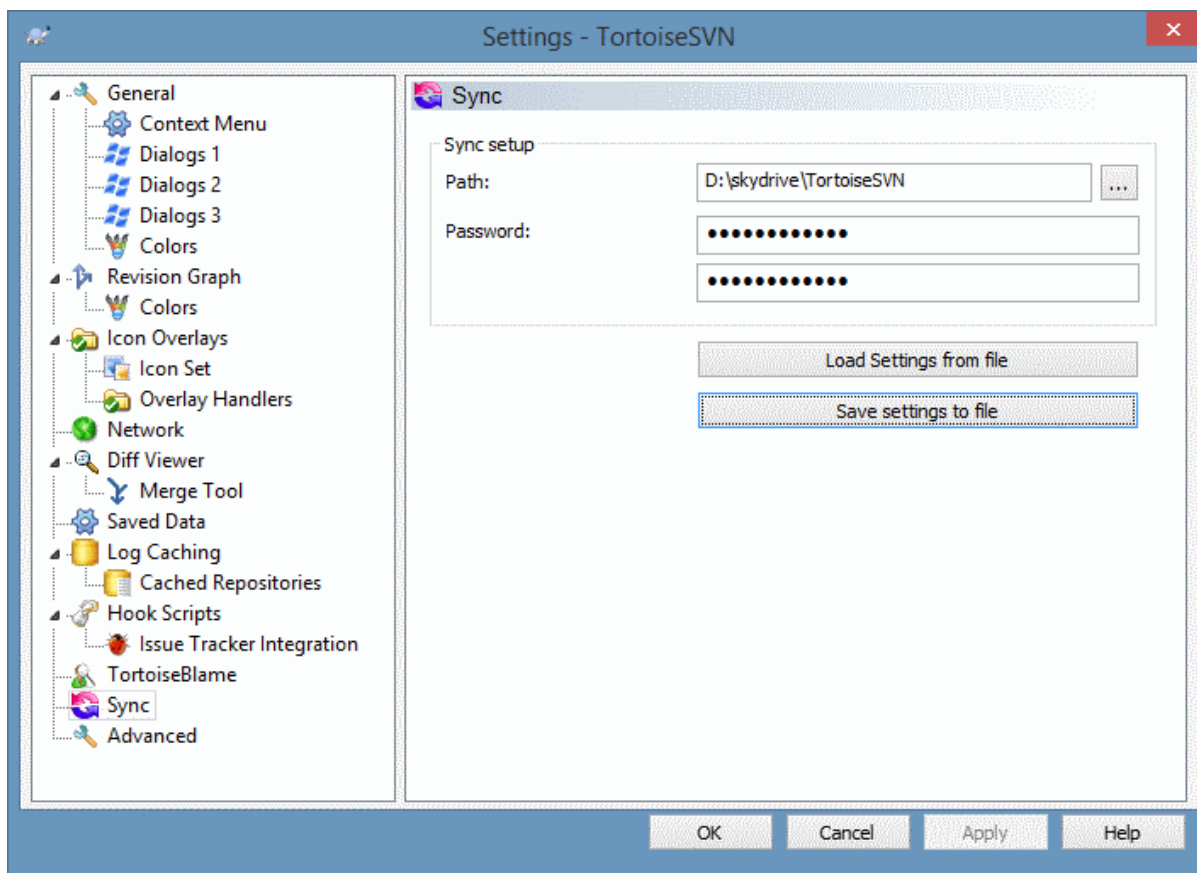 Settings - TortoiseSVN
General
Context Menu
Dialogs 1
Dialogs 2
Dialogs 3
Colors
Revision Graph
Colors
Icon Overlays
Icon Set
Overlay Handlers
Network
Diff Viewer
Merge Tool
Saved Data
Log Caching
Cached Repositories
Hook Scripts
Issue Tracker Integration
TortoiseBlame
Sync
Advanced
Sync
Sync setup
Path: D:\skydrive\TortoiseSVN ...
Password: ••••••••••••
••••••••••••
Load Settings from file
Save settings to file
OK Cancel Apply Help